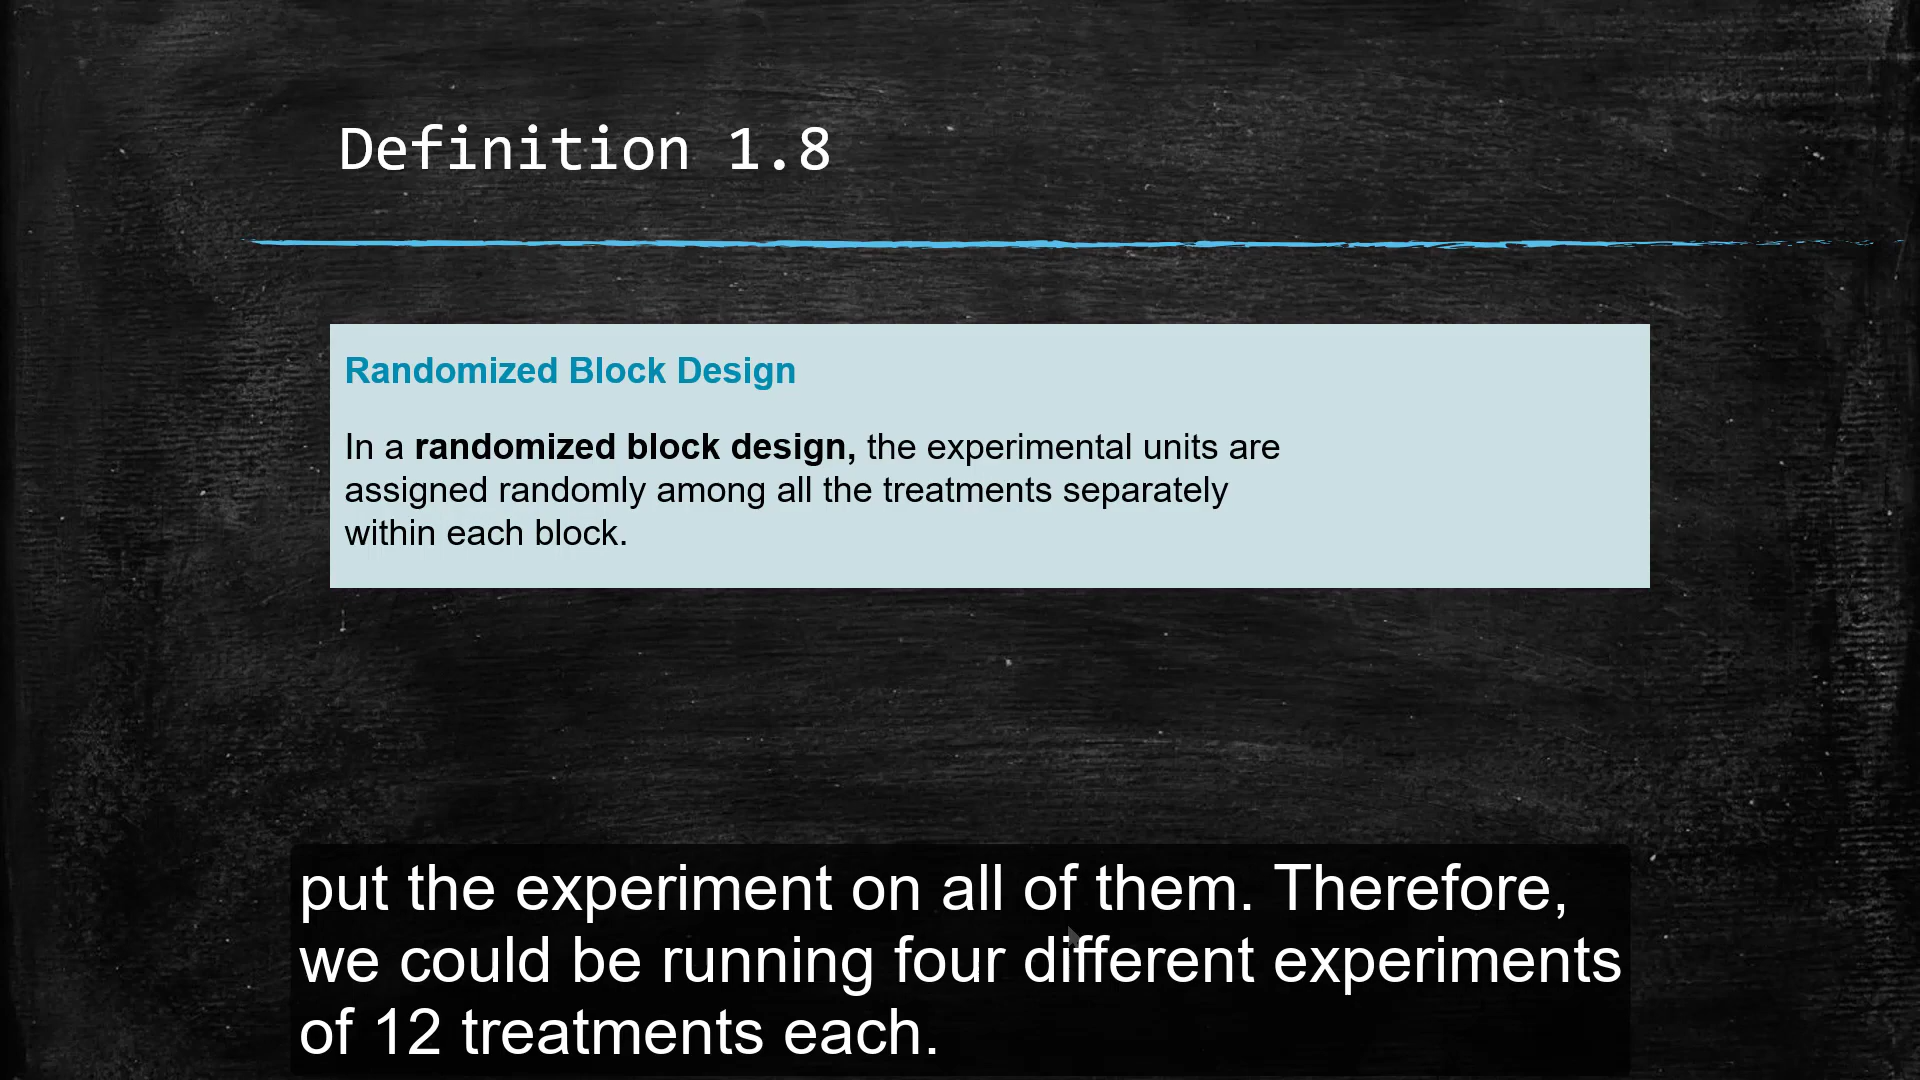 Definition 1.8
Randomized Block Design
In a randomized block design, the experimental units are
assigned randomly among all the treatments separately
within each block.
put the experiment on all of them. Therefore,
we could be running four different experiments
of 12 treatments each.